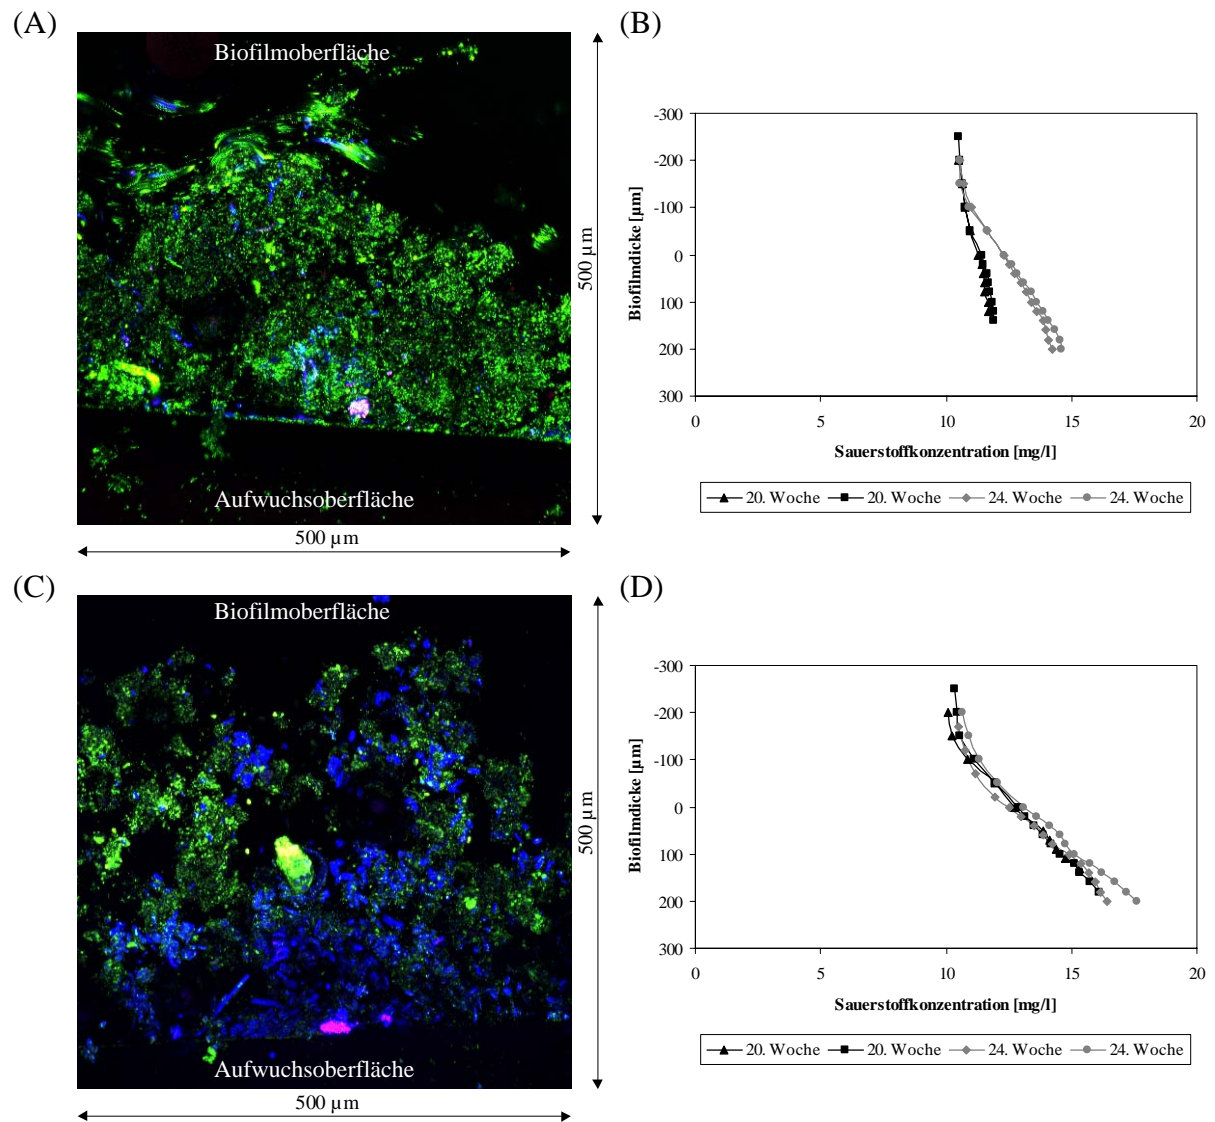 (A)
Biofilmoberfläche
500 µm
Aufwuchsoberfläche
500 µm
(B)
-300
-200
-100
0
100
200
300
Biofilmdicke [µm]
0 5 10 15 20
Sauerstoffkonzentration [mg/l]
20. Woche 20. Woche 24. Woche 24. Woche
(C)
Biofilmoberfläche
500 µm
Aufwuchsoberfläche
500 µm
(D)
-300
-200
-100
0
100
200
300
Biofilmdicke [µm]
0 5 10 15 20
Sauerstoffkonzentration [mg/l]
20. Woche 20. Woche 24. Woche 24. Woche